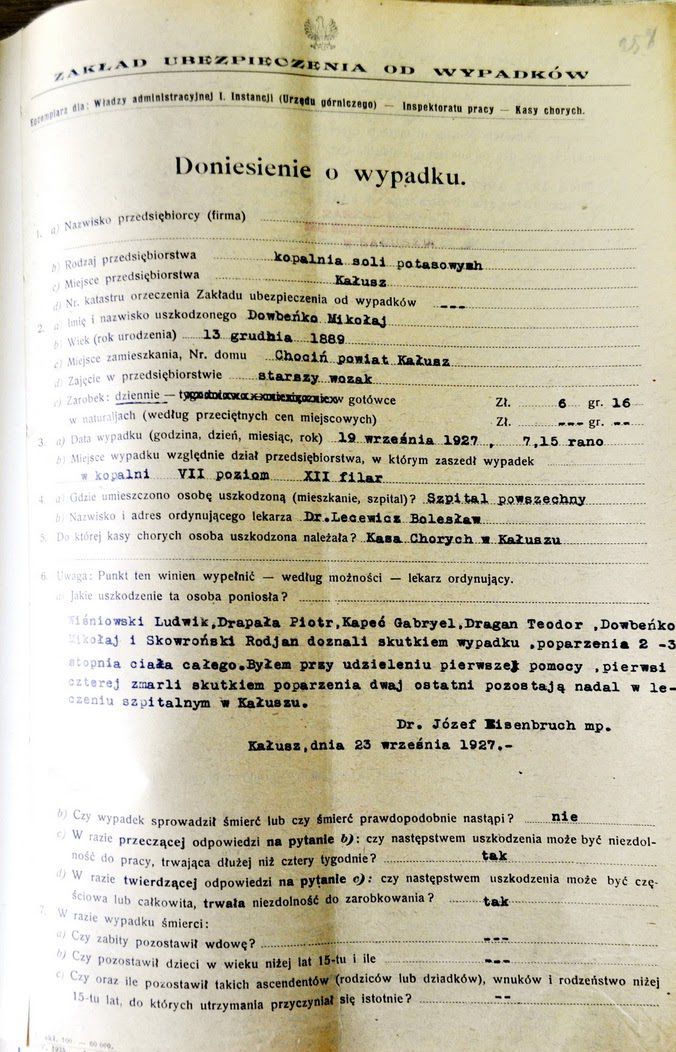 257
ZAKŁAD UBEZPIECZENIA OD WYPADKÓW
Egzemplarz dla: Władzy administracyjnej I. Instancji (Urzędu górniczego) — Inspektoratu pracy — Kasy chorych.
Doniesienie o wypadku.
1. a) Nazwisko przedsiębiorcy (firma)
b) Rodzaj przedsiębiorstwa kopalnia soli potasowych
c) Miejsce przedsiębiorstwa Kałusz
d) Nr. katastru orzeczenia Zakładu ubezpieczenia od wypadków ---
2. a) Imię i nazwisko uszkodzonego Dowbeńko Mikołaj
b) Wiek (rok urodzenia) 13 grudnia 1889
c) Miejsce zamieszkania, Nr. domu Chocin powiat Kałusz
d) Zajęcie w przedsiębiorstwie starszy wozak
e) Zarobek: dziennie — w gotówce Zł. 6 gr. 16
w naturaljach (według przeciętnych cen miejscowych) Zł. --- gr. --
3. a) Data wypadku (godzina, dzień, miesiąc, rok) 19 września 1927, 7,15 rano
b) Miejsce wypadku względnie dział przedsiębiorstwa, w którym zaszedł wypadek
w kopalni VII poziom XII filar
4. a) Gdzie umieszczono osobę uszkodzoną (mieszkanie, szpital)? Szpital powszechny
b) Nazwisko i adres ordynującego lekarza Dr.Lecewicz Bolesław
5. Do której kasy chorych osoba uszkodzona należała? Kasa Chorych w Kałuszu
6. Uwaga: Punkt ten winien wypełnić — według możności — lekarz ordynujący.
a) Jakie uszkodzenie ta osoba poniosła?
Wiśniowski Ludwik,Drapała Piotr,Kapeć Gabryel,Dragan Teodor ,Dowbeńko
Mikołaj i Skowroński Rodjan doznali skutkiem wypadku ,poparzenia 2 -3
stopnia ciała całego.Byłem przy udzieleniu pierwszej pomocy ,pierwsi
czterej zmarli skutkiem poparzenia dwaj ostatni pozostają nadal w le-
czeniu szpitalnym w Kałuszu.
Dr. Józef Eisenbruch mp.
Kałusz,dnia 23 września 1927.-
b) Czy wypadek sprowadził śmierć lub czy śmierć prawdopodobnie nastąpi? nie
c) W razie przeczącej odpowiedzi na pytanie b): czy następstwem uszkodzenia może być niezdol-
ność do pracy, trwająca dłużej niż cztery tygodnie? tak
d) W razie twierdzącej odpowiedzi na pytanie c): czy następstwem uszkodzenia może być czę-
ściowa lub całkowita, trwała niezdolność do zarobkowania? tak
7. W razie wypadku śmierci:
a) Czy zabity pozostawił wdowę? ---
b) Czy pozostawił dzieci w wieku niżej lat 15-tu i ile ---
c) Czy oraz ile pozostawił takich ascendentów (rodziców lub dziadków), wnuków i rodzeństwo niżej
15-tu lat, do których utrzymania przyczyniał się istotnie? --